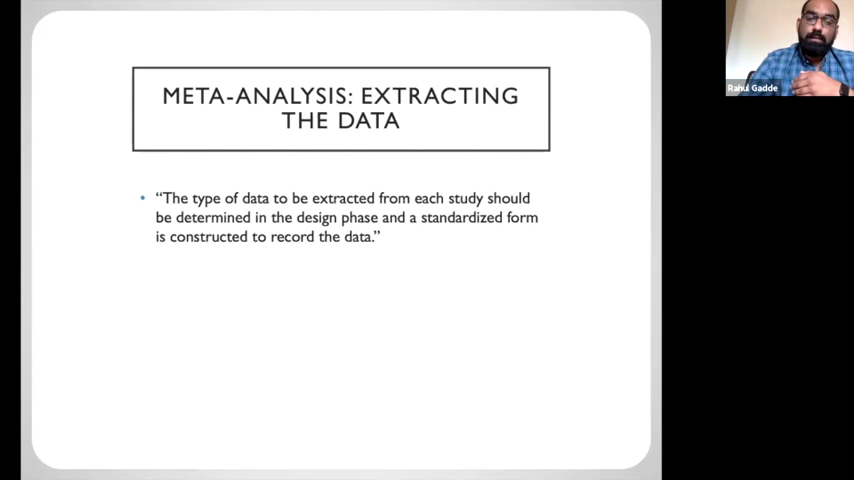 META-ANALYSIS: EXTRACTING
THE DATA
• “The type of data to be extracted from each study should
be determined in the design phase and a standardized form
is constructed to record the data.”
Rahul Gadde